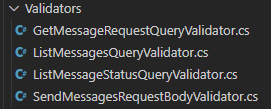 Validators
GetMessageRequestQueryValidator.cs
ListMessagesQueryValidator.cs
ListMessageStatusQueryValidator.cs
SendMessagesRequestBodyValidator.cs